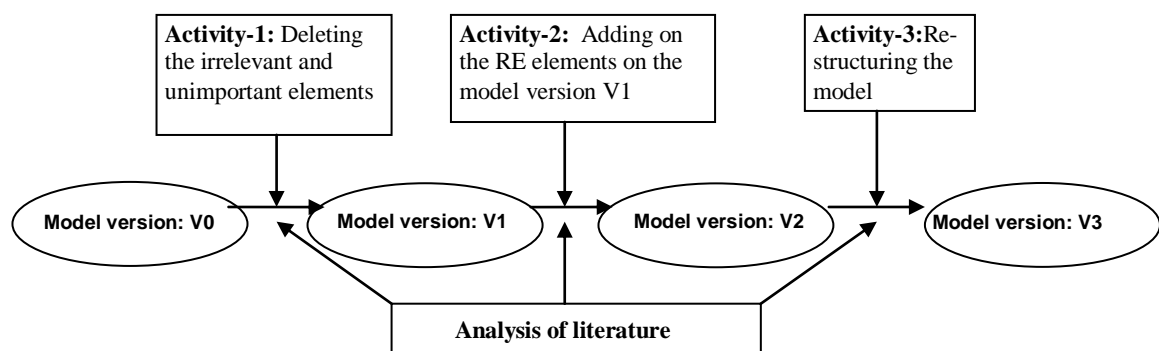 Activity-1: Deleting
the irrelevant and
unimportant elements
Activity-2: Adding on
the RE elements on the
model version V1
Activity-3:Re-
structuring the
model
Model version: V0
Model version: V1
Model version: V2
Model version: V3
Analysis of literature